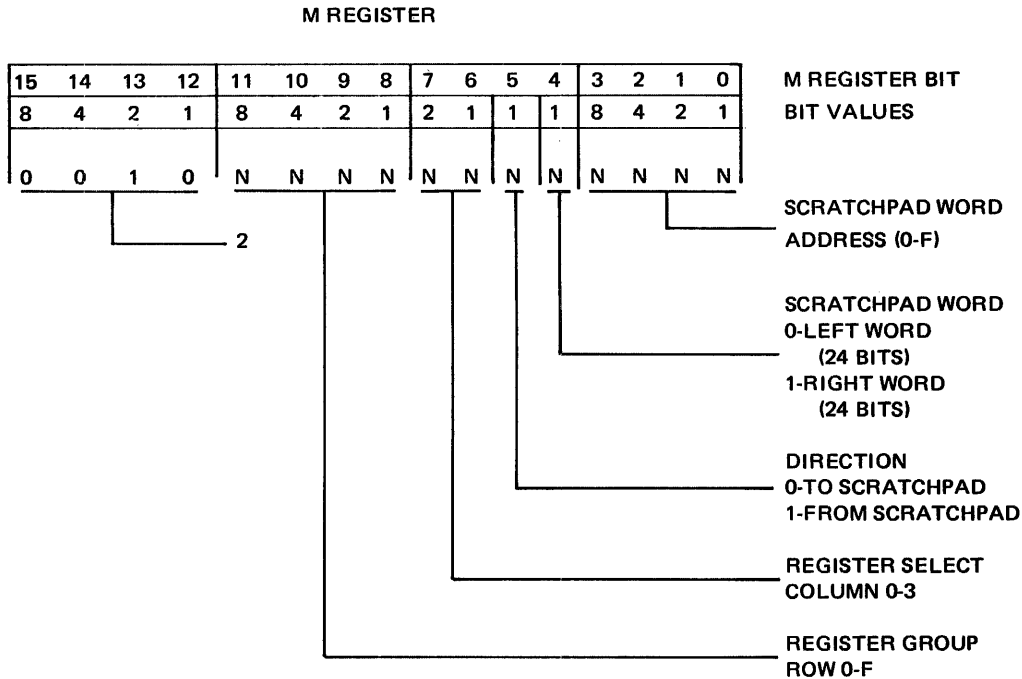 M REGISTER
15 14 13 12 11 10 9 8 7 6 5 4 3 2 1 0 M REGISTER BIT
8 4 2 1 8 4 2 1 2 1 1 1 8 4 2 1 BIT VALUES
0 0 1 0 N N N N N N N N N N N N
2
SCRATCHPAD WORD
ADDRESS (0-F)
SCRATCHPAD WORD
0-LEFT WORD
(24 BITS)
1-RIGHT WORD
(24 BITS)
DIRECTION
0-TO SCRATCHPAD
1-FROM SCRATCHPAD
REGISTER SELECT
COLUMN 0-3
REGISTER GROUP
ROW 0-F